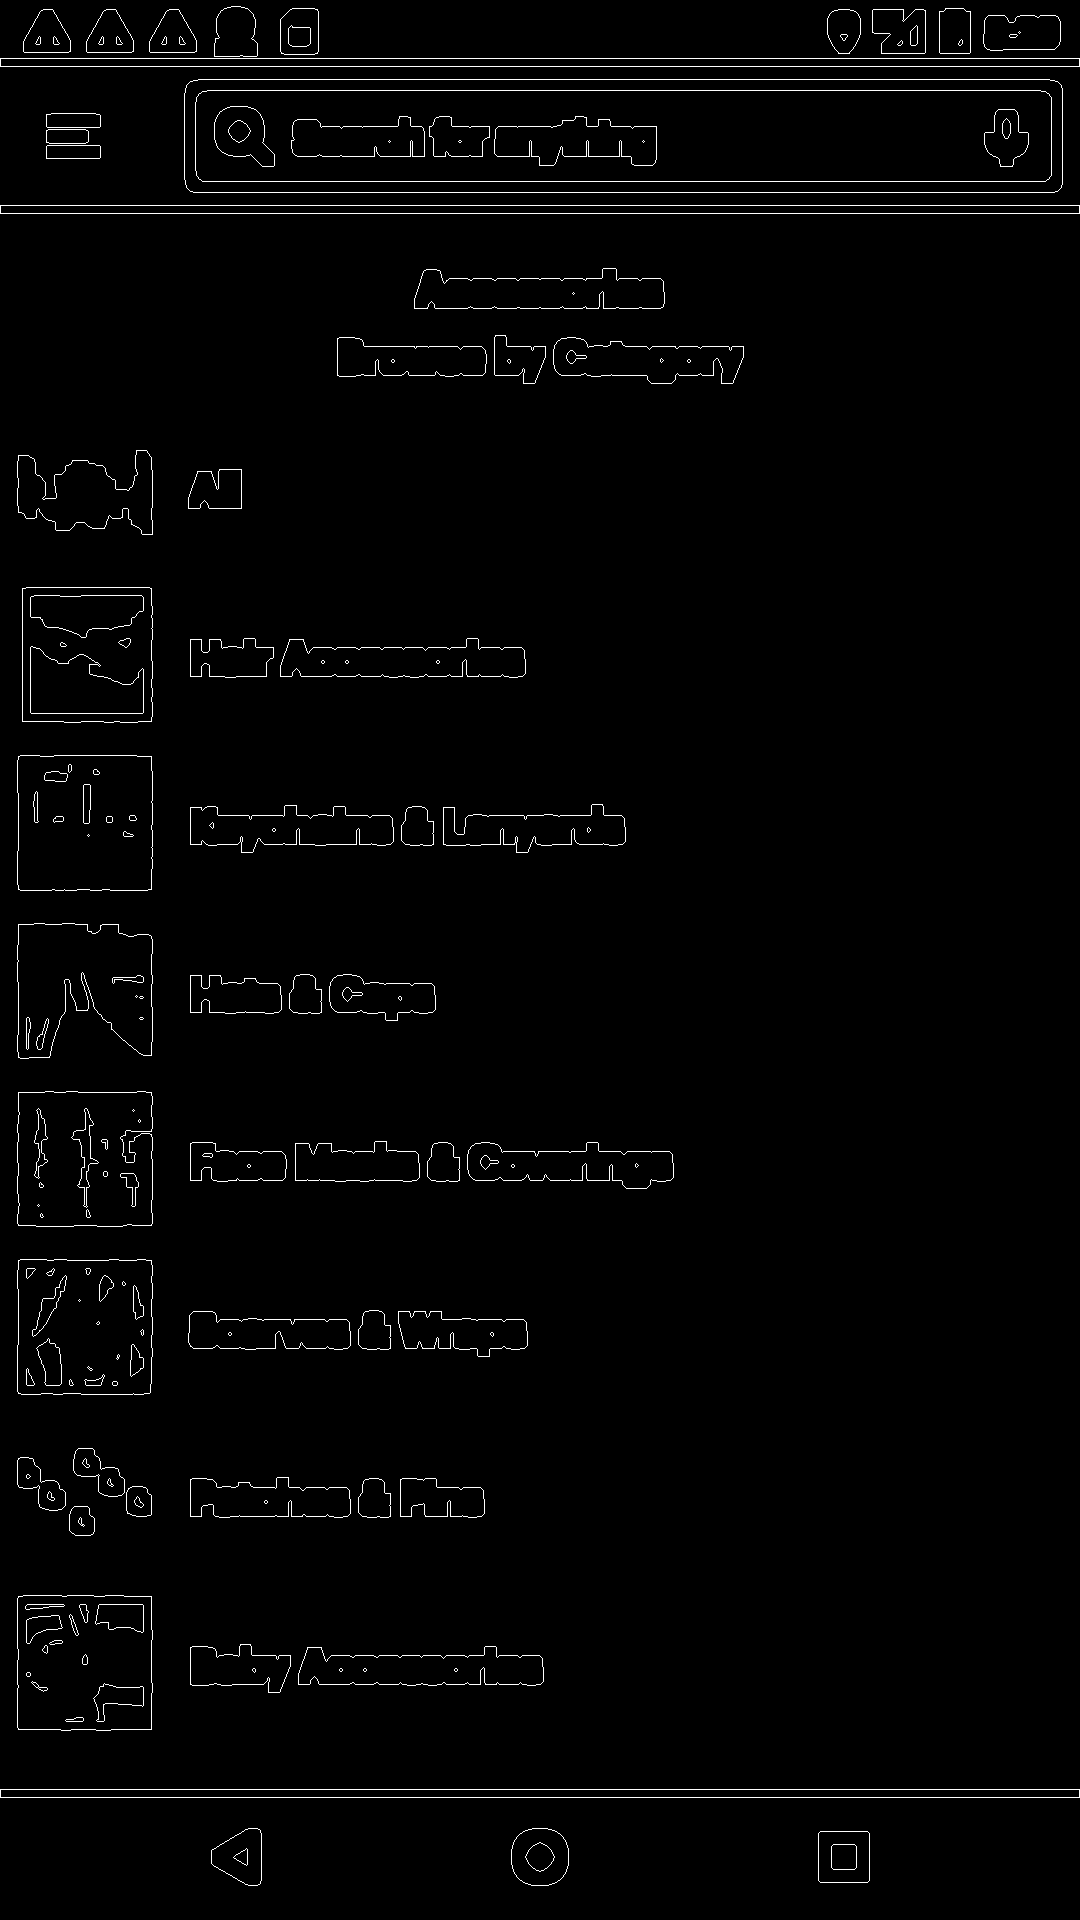 Search for anything
Accessories
Browse by Category
All
Hair Accessories
Keychains & Lanyards
Hats & Caps
Face Masks & Coverings
Scarves & Wraps
Patches & Pins
Baby Accessories